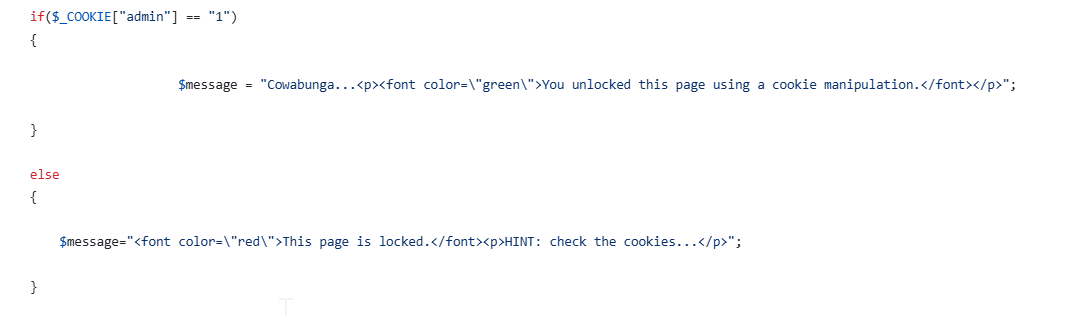 if($_COOKIE["admin"] == "1")
{
$message = "Cowabunga...<p><font color=\"green\">You unlocked this page using a cookie manipulation.</font></p>";
}
else
{
$message="<font color=\"red\">This page is locked.</font><p>HINT: check the cookies...</p>";
}